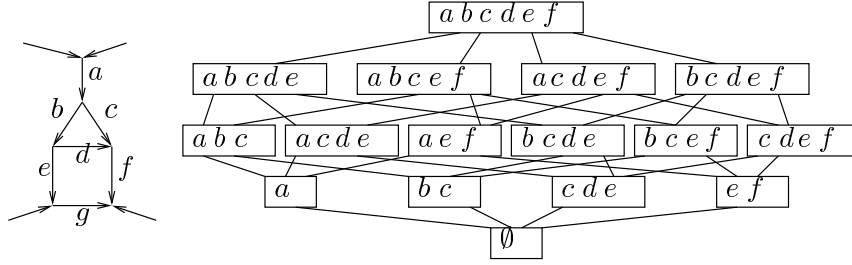 a b c d e f
a b c d e a b c e f a c d e f b c d e f
a b c a c d e a e f b c d e b c e f c d e f
a b c c d e e f
∅
a
b c
d
e f
g